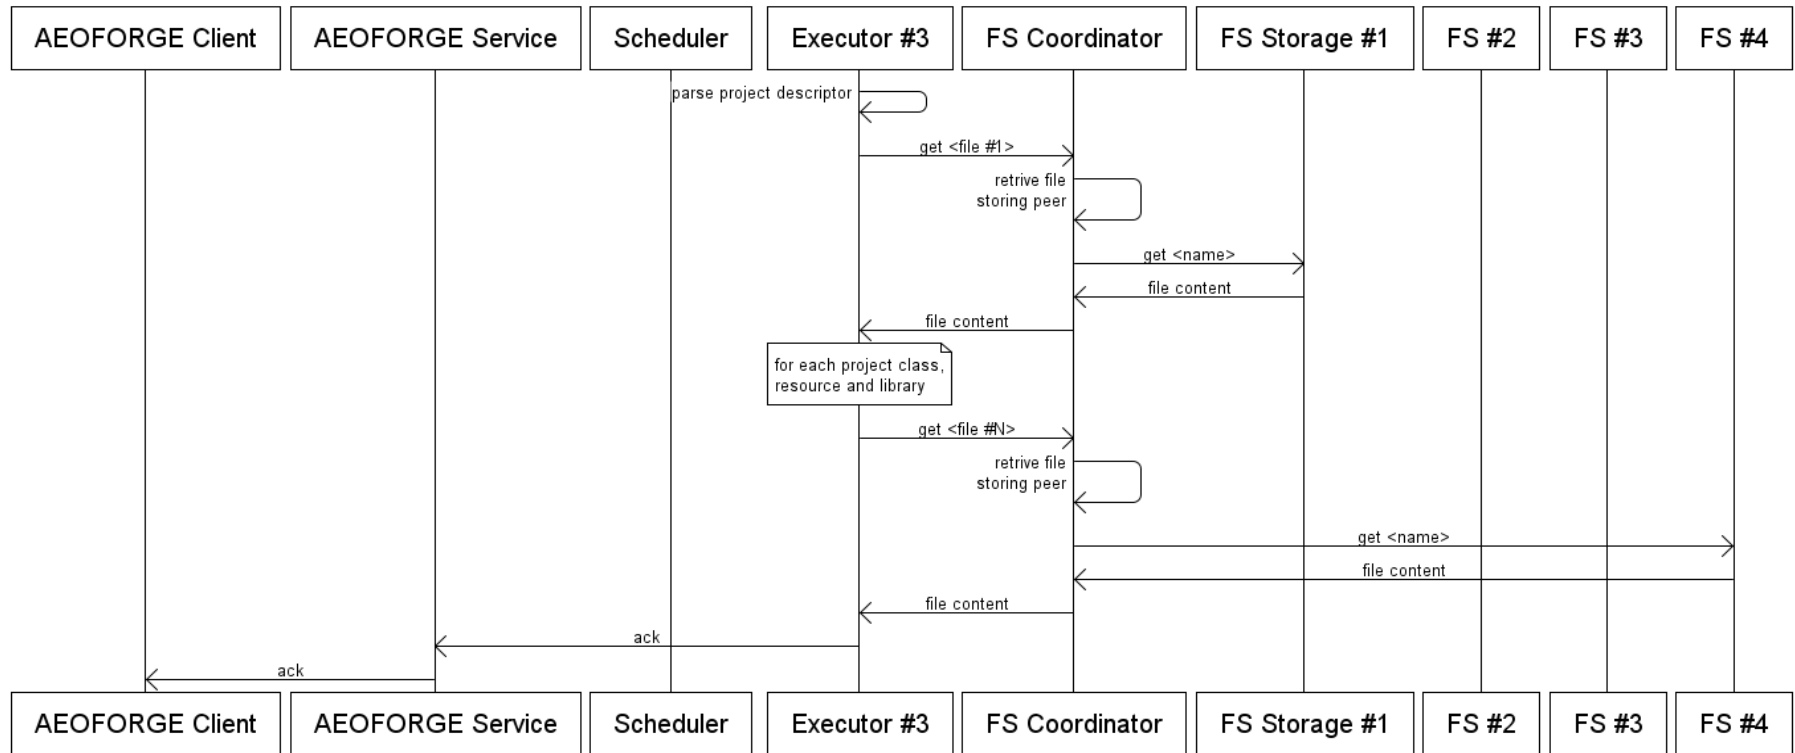 AEOFORGE Client
AEOFORGE Service
Scheduler
Executor #3
FS Coordinator
FS Storage #1
FS #2
FS #3
FS #4
parse project descriptor
get <file #1>
retrive file
storing peer
get <name>
file content
file content
for each project class,
resource and library
get <file #N>
retrive file
storing peer
get <name>
file content
file content
ack
ack
AEOFORGE Client
AEOFORGE Service
Scheduler
Executor #3
FS Coordinator
FS Storage #1
FS #2
FS #3
FS #4